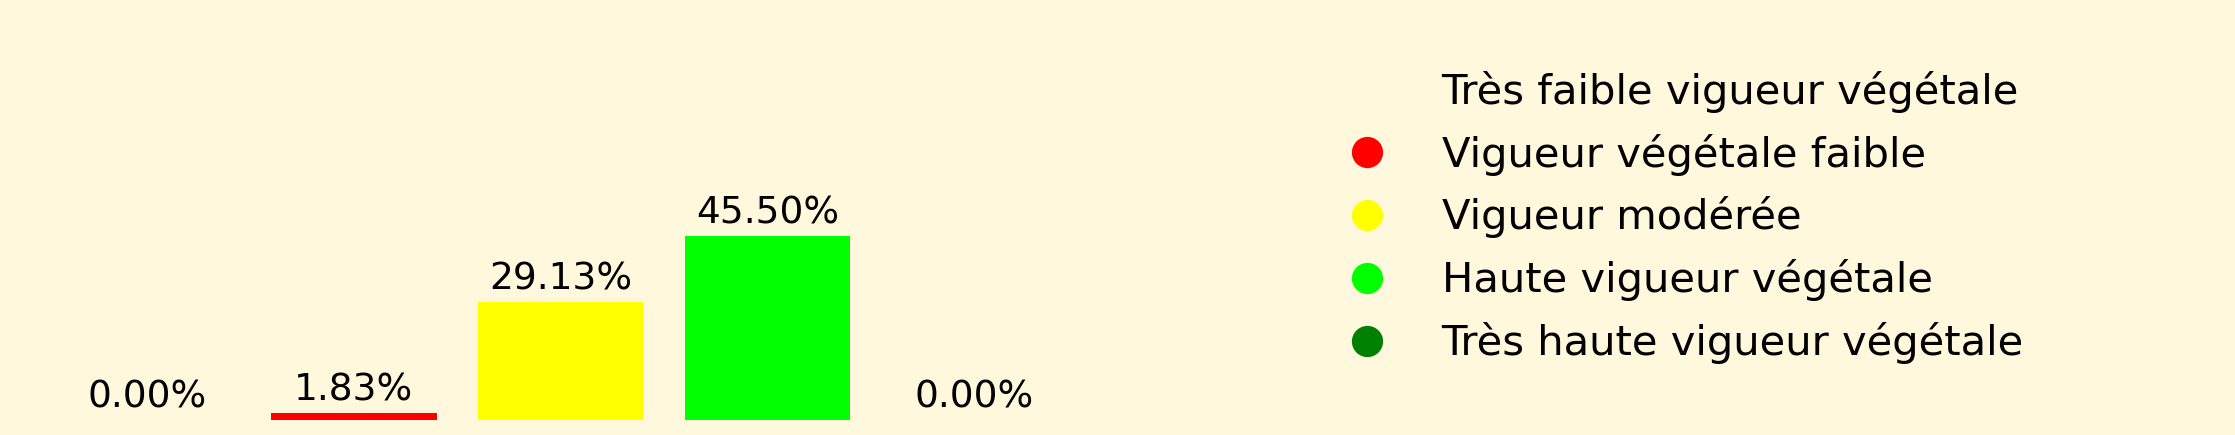 0.00%
1.83%
29.13%
45.50%
0.00%
Très faible vigueur végétale
Vigueur végétale faible
Vigueur modérée
Haute vigueur végétale
Très haute vigueur végétale